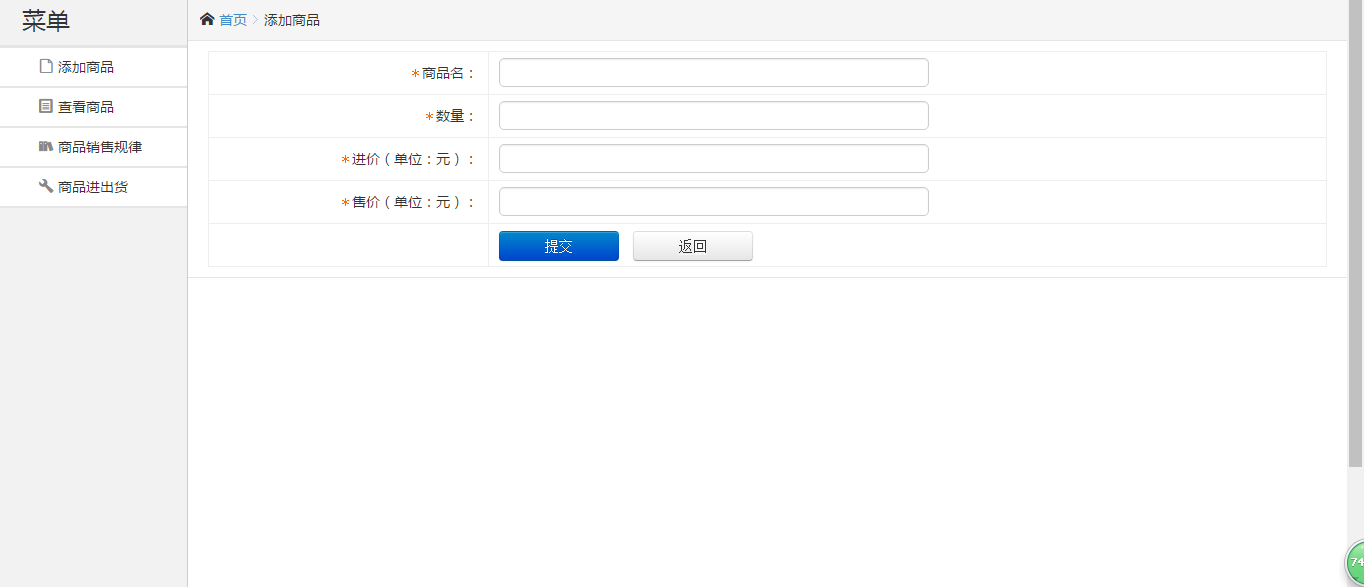 菜单
添加商品
查看商品
商品销售规律
商品进出货
首页 > 添加商品
*商品名：
*数量：
*进价（单位：元）：
*售价（单位：元）：
提交 返回
74